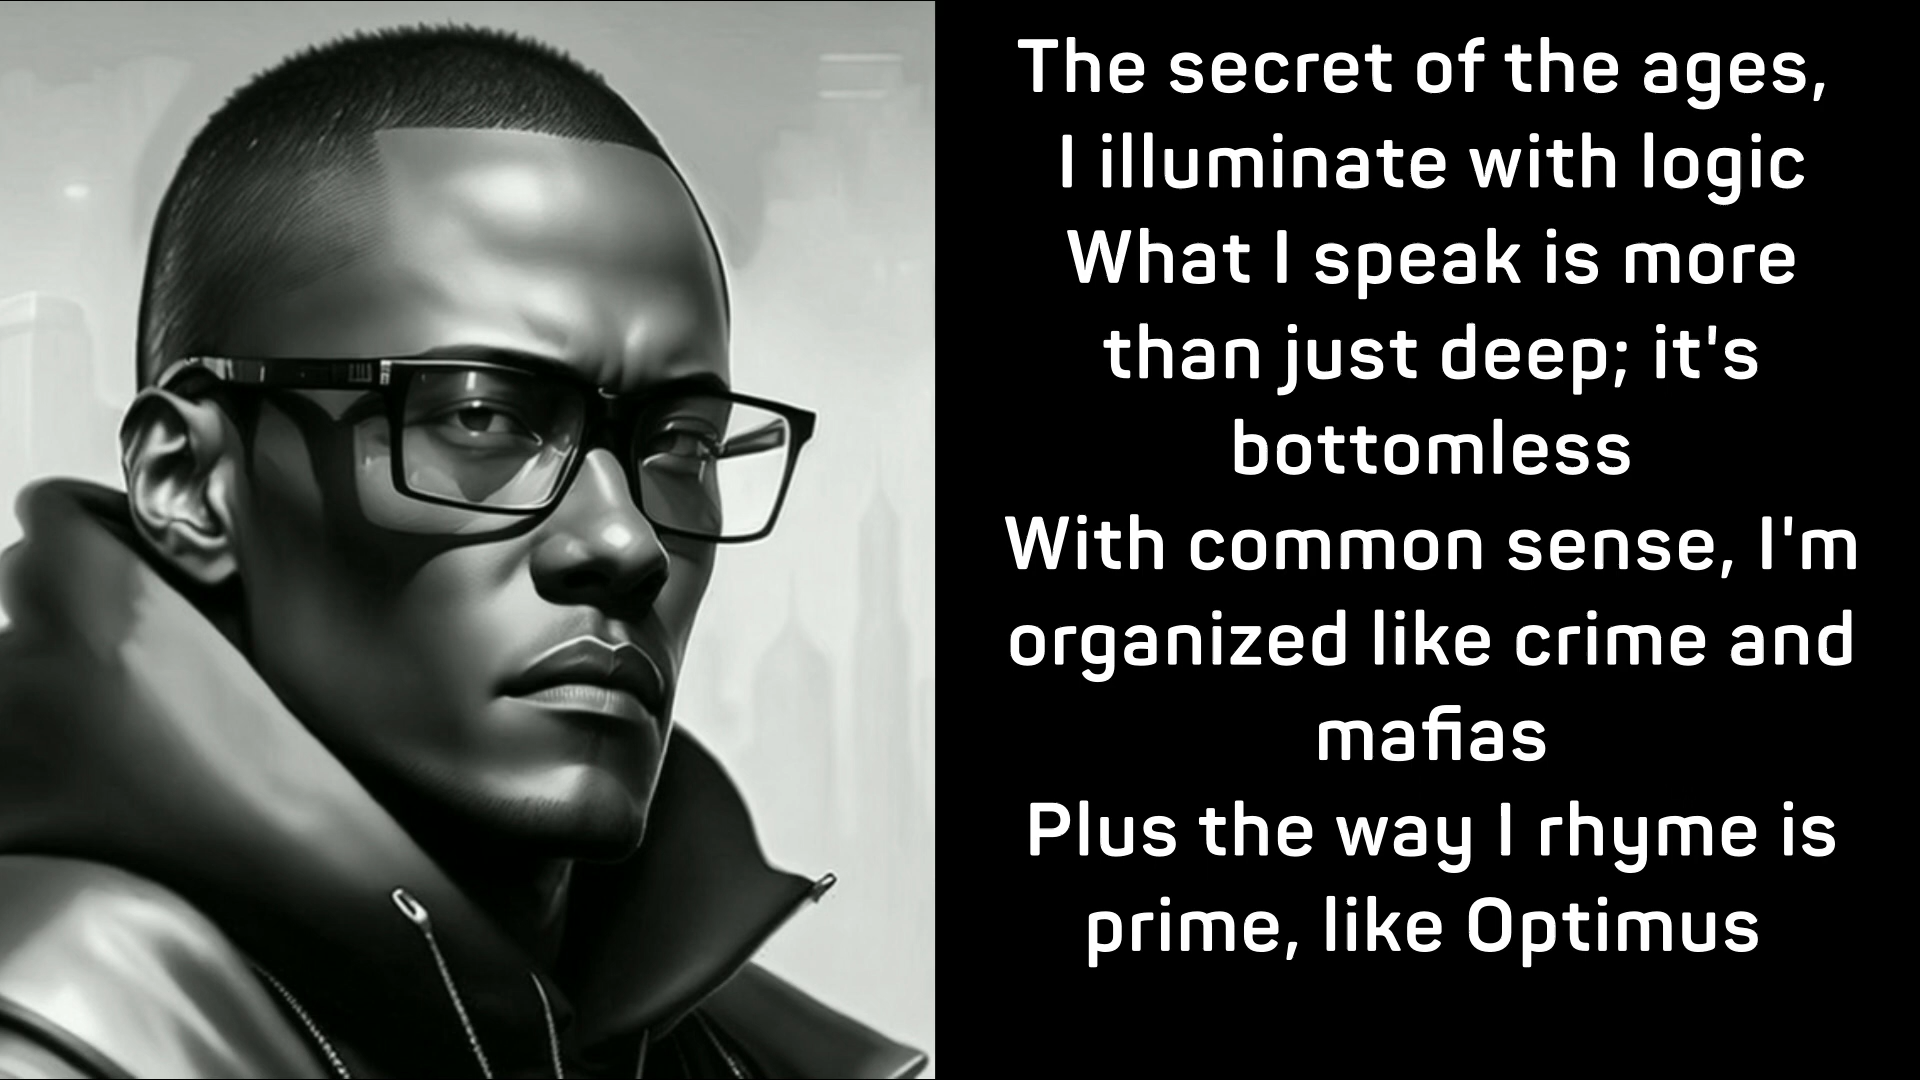 The secret of the ages,
I illuminate with logic
What I speak is more
than just deep; it's
bottomless
With common sense, I'm
organized like crime and
mafias
Plus the way I rhyme is
prime, like Optimus